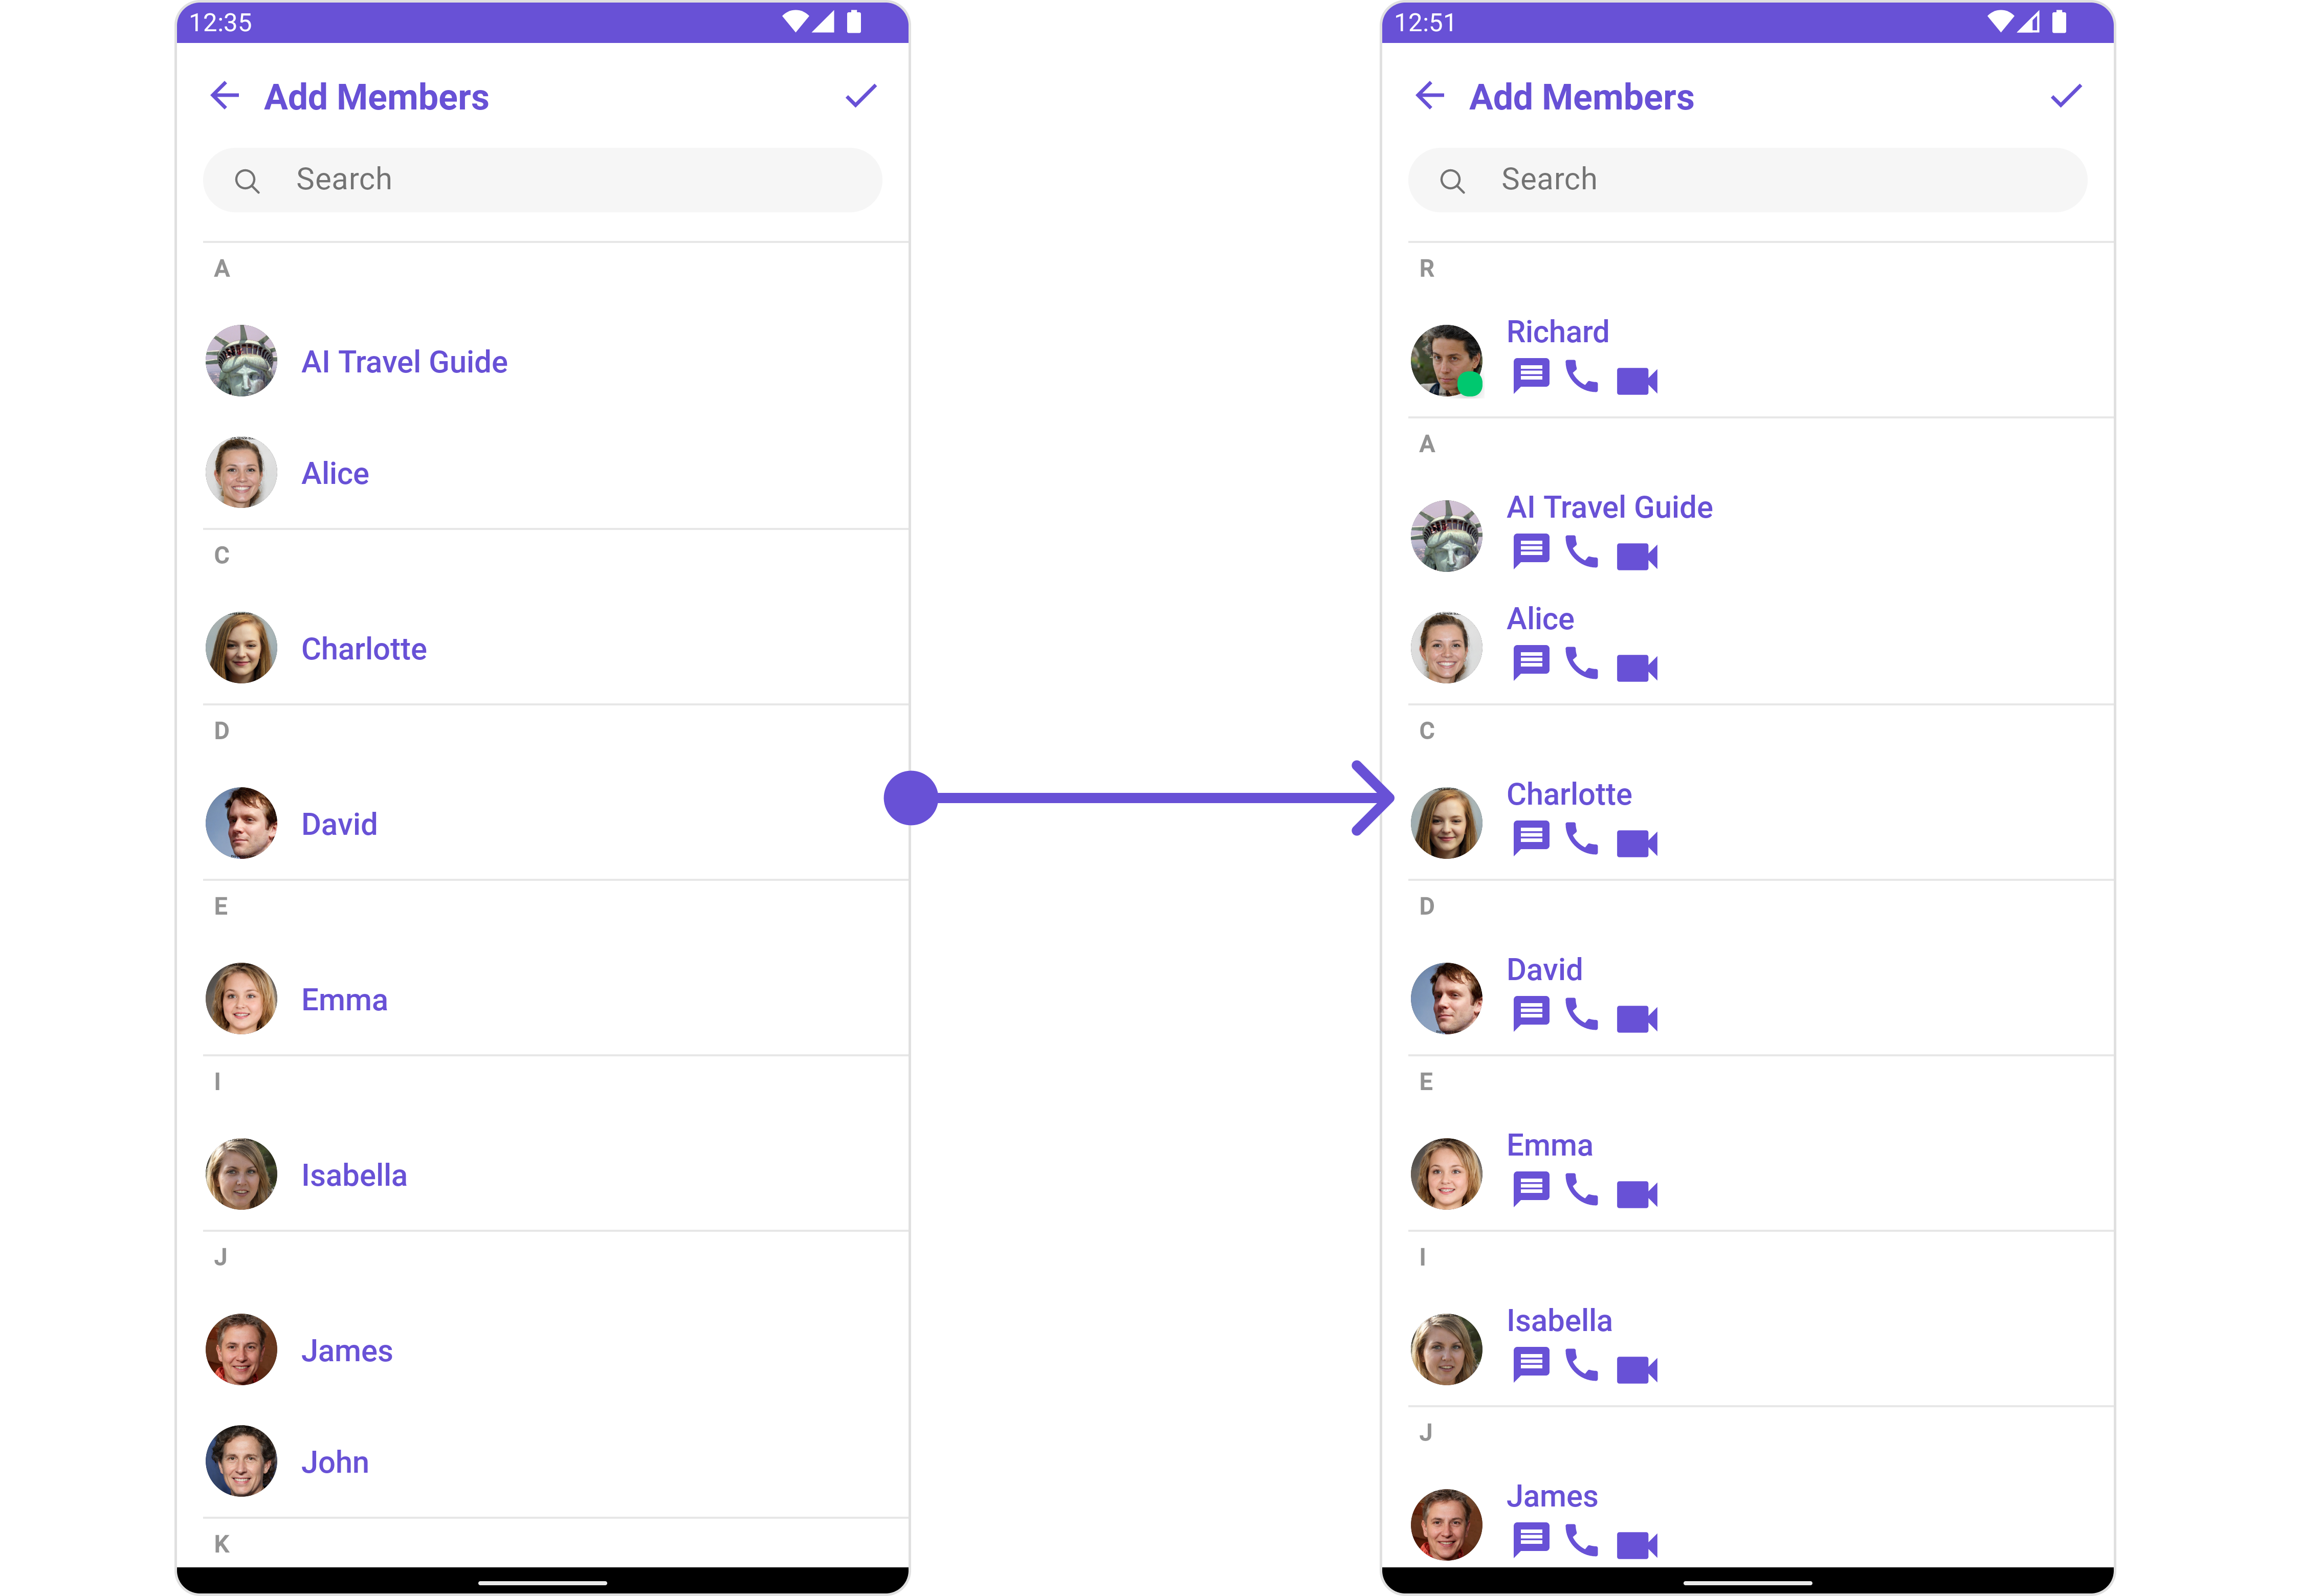 12:35
Add Members
Search
A
AI Travel Guide
Alice
C
Charlotte
D
David
E
Emma
I
Isabella
J
James
John
K
12:51
Add Members
Search
R
Richard
A
AI Travel Guide
Alice
C
Charlotte
D
David
E
Emma
I
Isabella
J
James